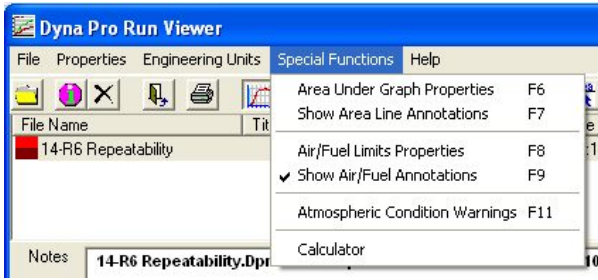 Dyna Pro Run Viewer
File Properties Engineering Units Special Functions Help
Area Under Graph Properties F6
Show Area Line Annotations F7
File Name Tit
14-R6 Repeatability
Air/Fuel Limits Properties F8
Show Air/Fuel Annotations F9
Atmospheric Condition Warnings F11
Calculator
Notes 14-R6 Repeatability.Dpr